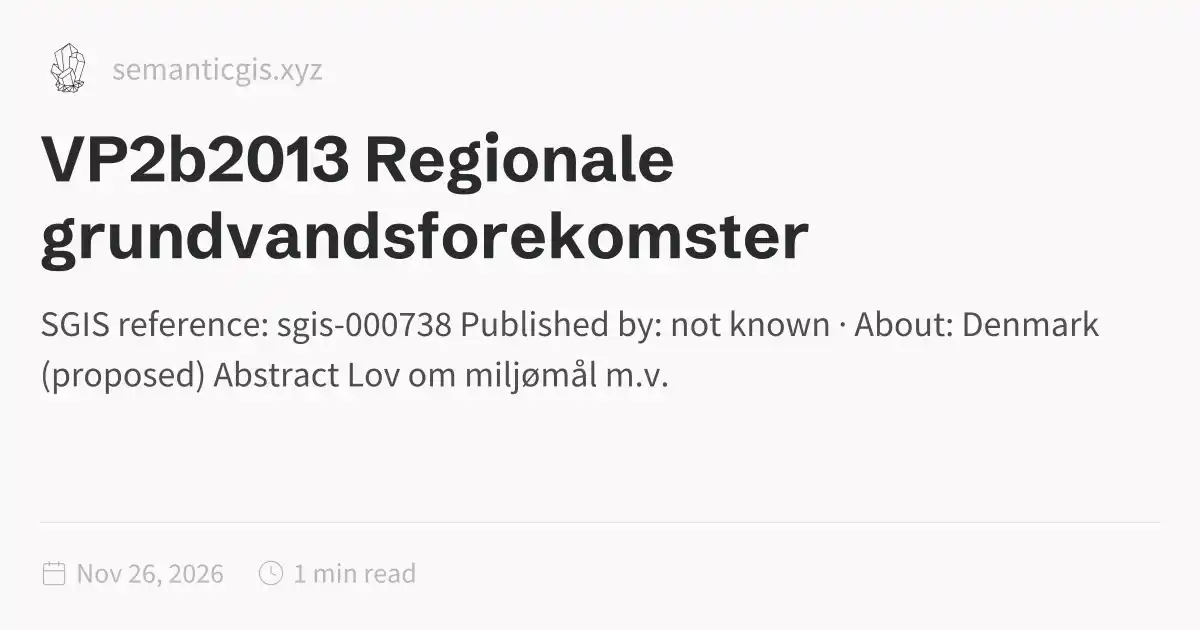 semanticgis.xyz
VP2b2013 Regionale
grundvandsforekomster
SGIS reference: sgis-000738 Published by: not known · About: Denmark
(proposed) Abstract Lov om miljømål m.v.
Nov 26, 2026 1 min read